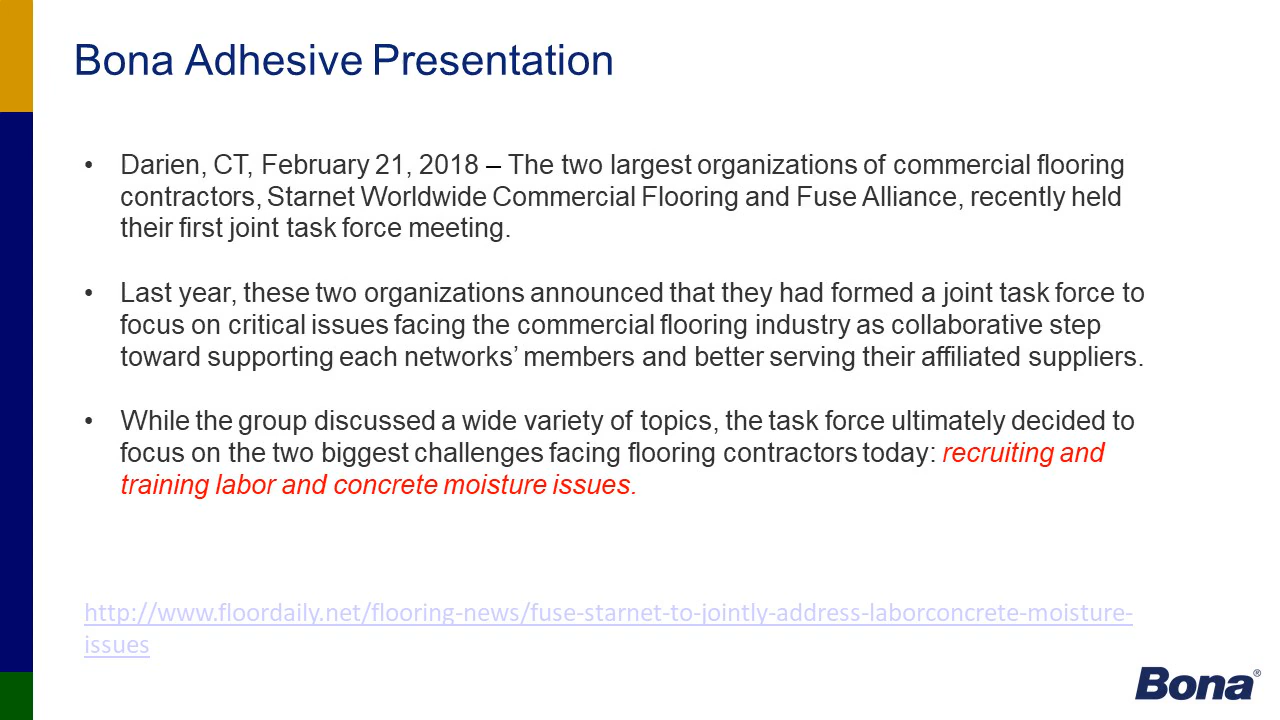 Bona Adhesive Presentation
• Darien, CT, February 21, 2018 – The two largest organizations of commercial flooring
contractors, Starnet Worldwide Commercial Flooring and Fuse Alliance, recently held
their first joint task force meeting.
• Last year, these two organizations announced that they had formed a joint task force to
focus on critical issues facing the commercial flooring industry as collaborative step
toward supporting each networks’ members and better serving their affiliated suppliers.
• While the group discussed a wide variety of topics, the task force ultimately decided to
focus on the two biggest challenges facing flooring contractors today: recruiting and
training labor and concrete moisture issues.
http://www.floordaily.net/flooring-news/fuse-starnet-to-jointly-address-laborconcrete-moisture-
issues
Bona®